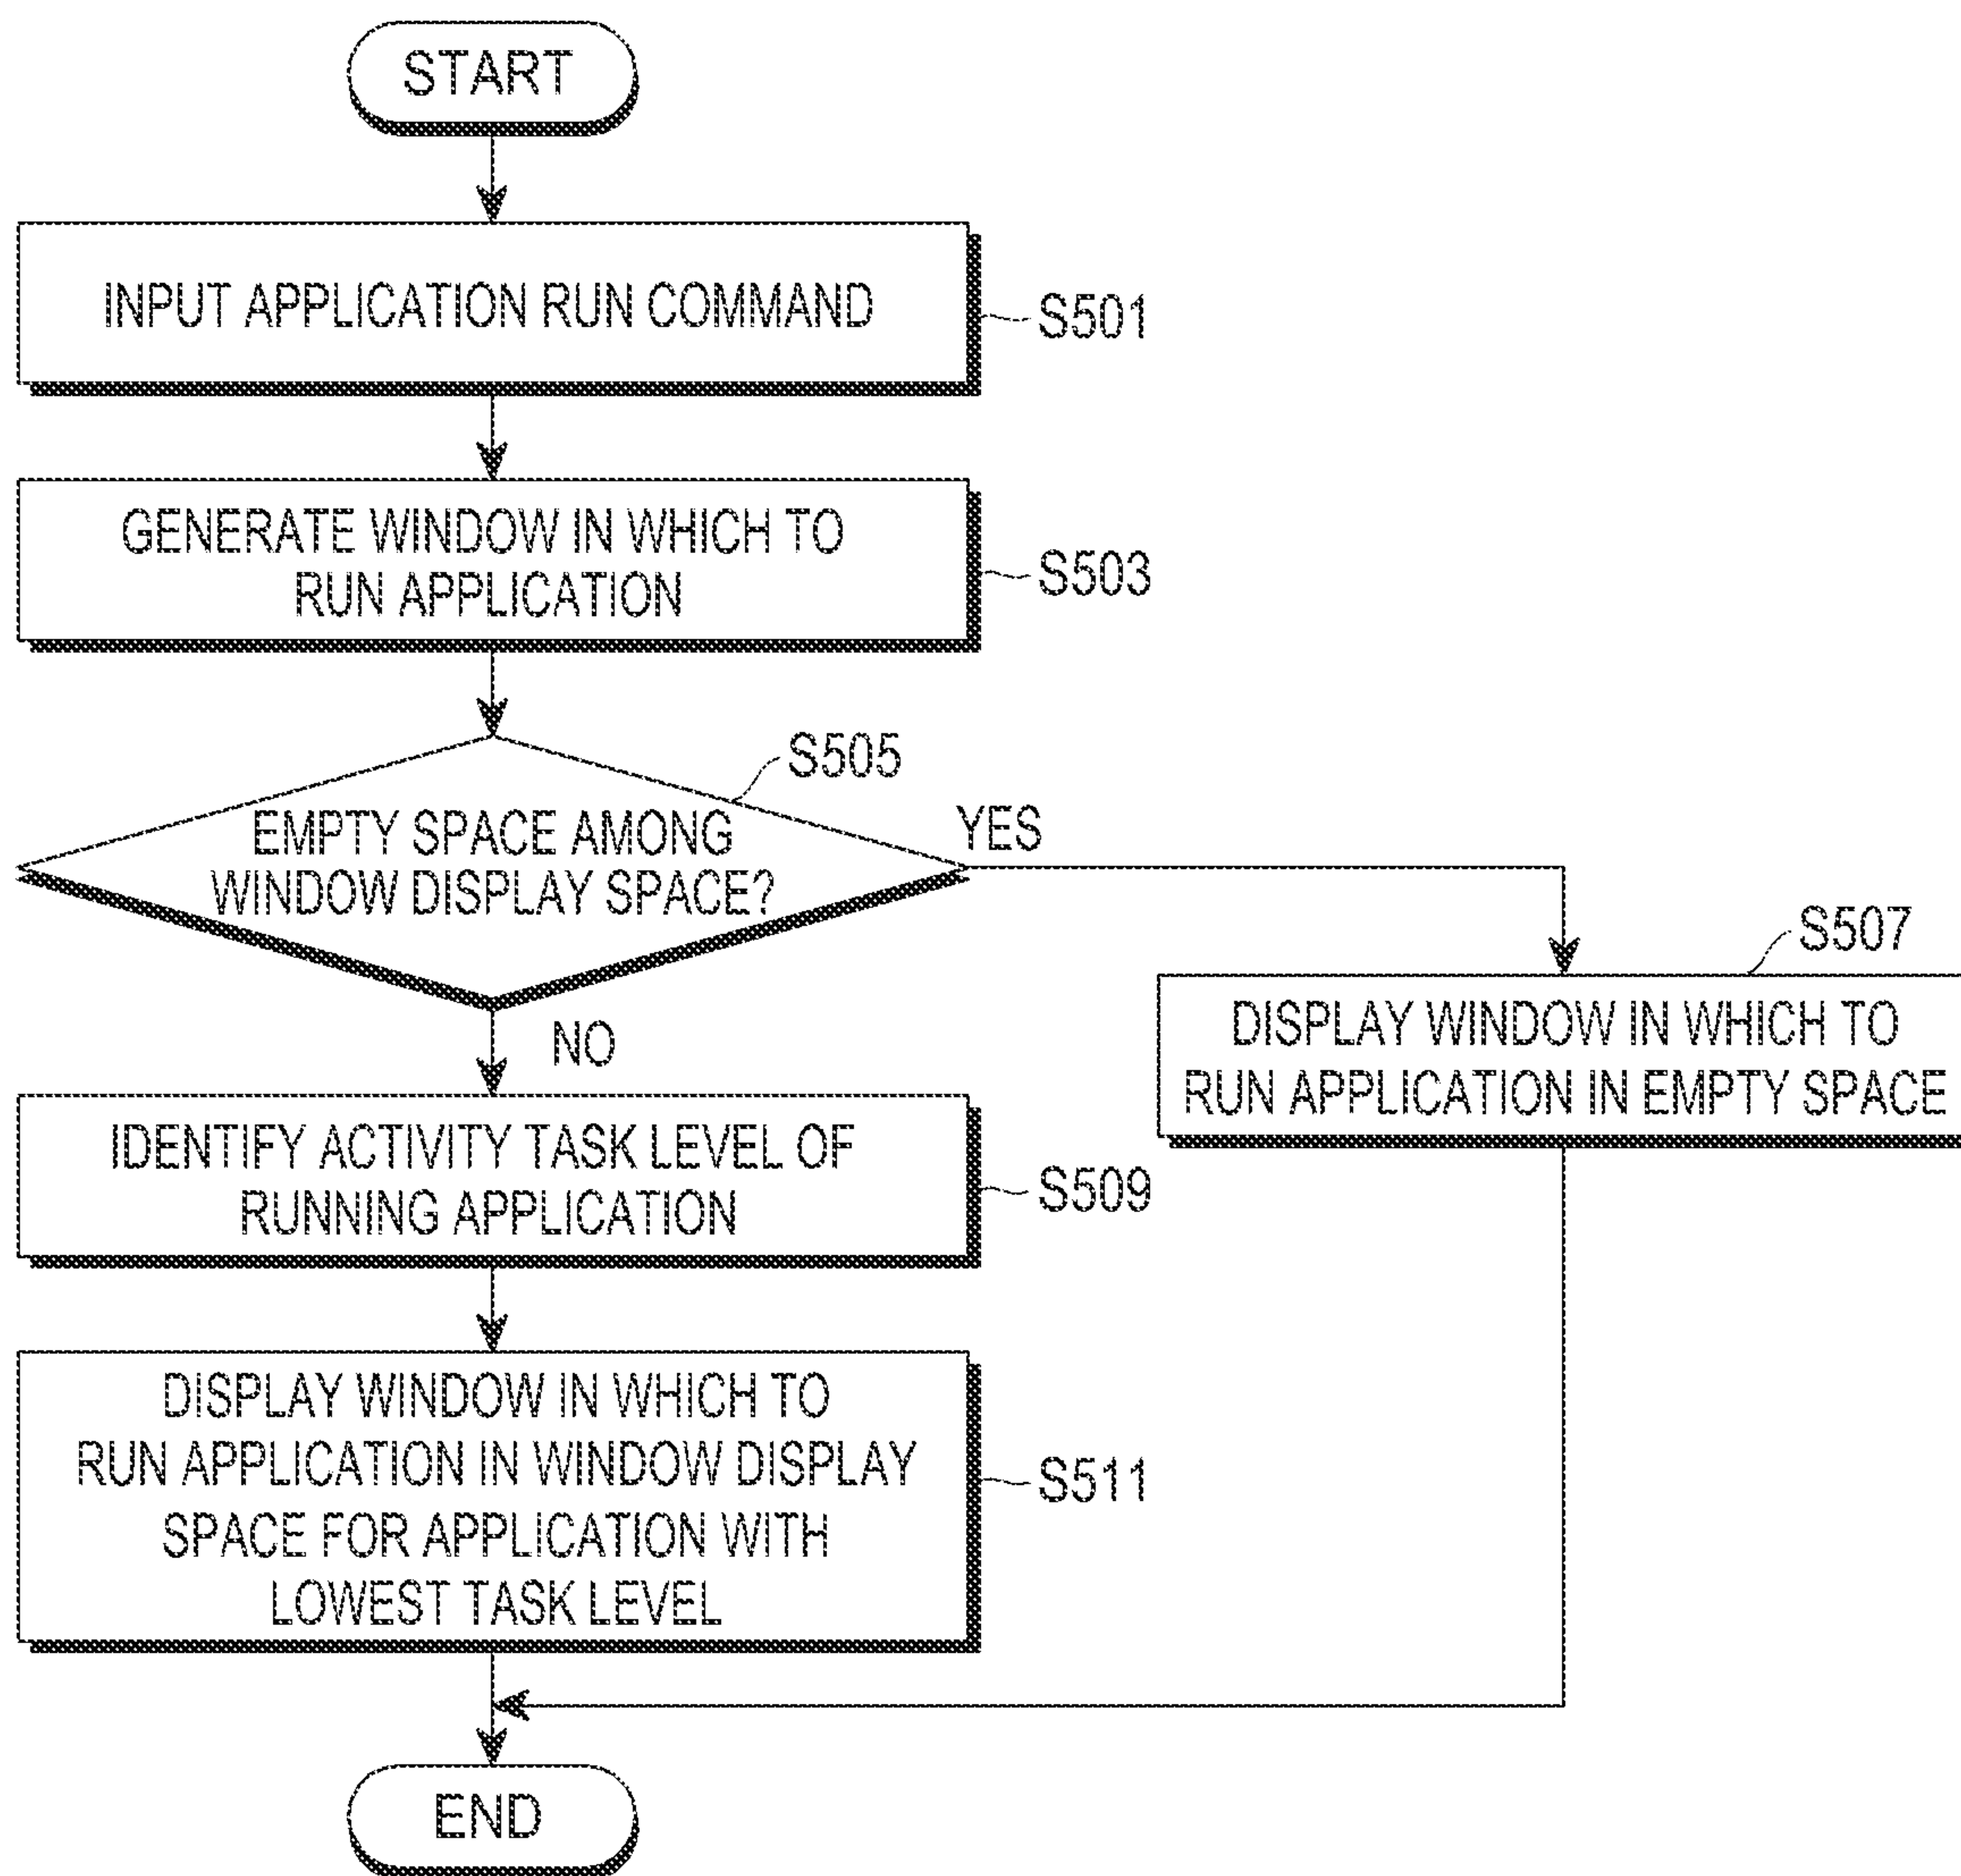 START
INPUT APPLICATION RUN COMMAND
S501
GENERATE WINDOW IN WHICH TO
RUN APPLICATION
S503
S505
EMPTY SPACE AMONG
WINDOW DISPLAY SPACE?
YES
NO
S507
DISPLAY WINDOW IN WHICH TO
RUN APPLICATION IN EMPTY SPACE
IDENTIFY ACTIVITY TASK LEVEL OF
RUNNING APPLICATION
S509
DISPLAY WINDOW IN WHICH TO
RUN APPLICATION IN WINDOW DISPLAY
SPACE FOR APPLICATION WITH
LOWEST TASK LEVEL
S511
END